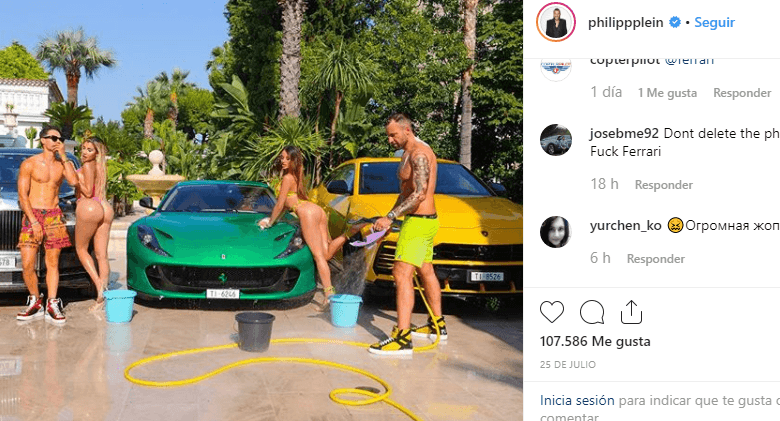 philippplein • Seguir
copterpilot @ferrari
1 día 1 Me gusta Responder
josebme92 Dont delete the ph
Fuck Ferrari
18 h Responder
yurchen_ko 😖Огромная жоп
6 h Responder
107.586 Me gusta
25 DE JULIO
Inicia sesión para indicar que te gusta o
comentar.
TI 6246
TI 8526